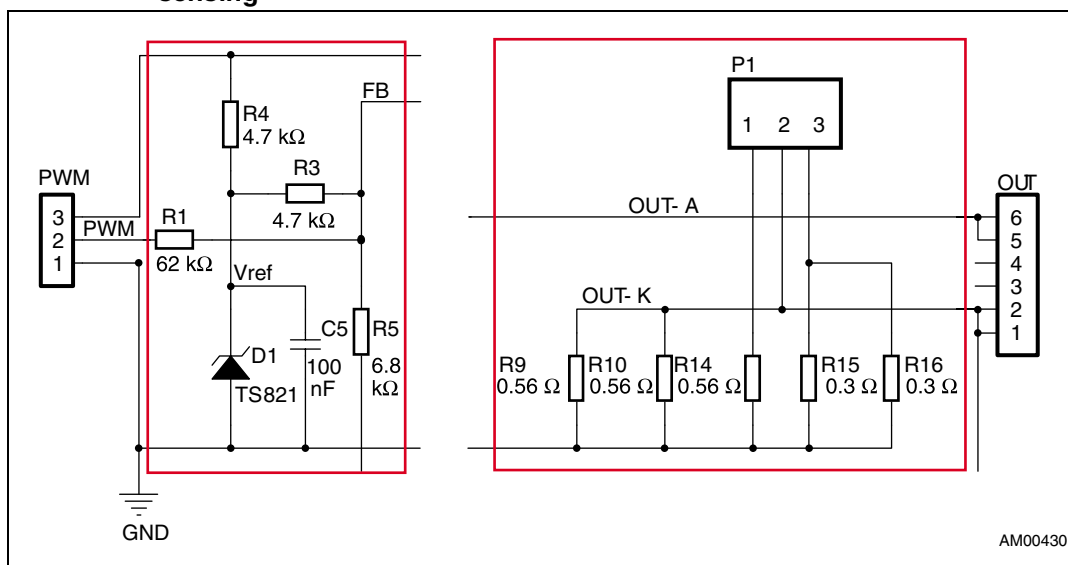 sensing
P1
FB
R4
4.7 kΩ
1 2 3
R3
PWM
OUT
4.7 kΩ
OUT- A
3
2
1
PWM
R1
62 kΩ
6
5
4
3
2
1
Vref
OUT- K
C5
100
nF
R5
6.8
kΩ
D1
TS821
R9
0.56 Ω
R10
0.56 Ω
R14
0.56 Ω
R15
0.3 Ω
R16
0.3 Ω
GND
AM00430